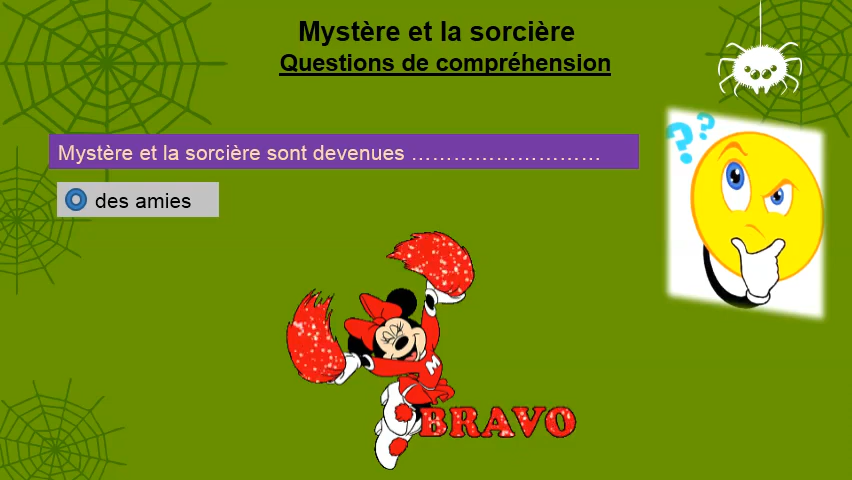 Mystère et la sorcière
Questions de compréhension
Mystère et la sorcière sont devenues ………………………
des amies
M
BRAVO
? ?